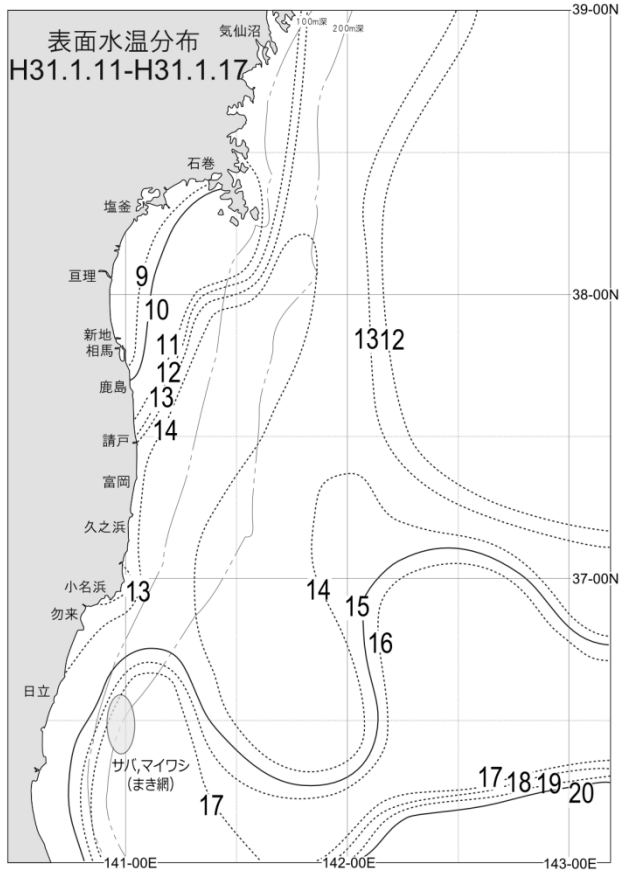 39-00N
100m深
200m深
気仙沼
表面水温分布
H31.1.11-H31.1.17
石巻
塩釜
亘理
9
38-00N
10
新地
相馬
11
1312
12
鹿島
13
14
請戸
富岡
久之浜
37-00N
小名浜
13
14
15
勿来
16
日立
サバ,マイワシ
(まき網)
17
17
18
19
20
141-00E
142-00E
143-00E